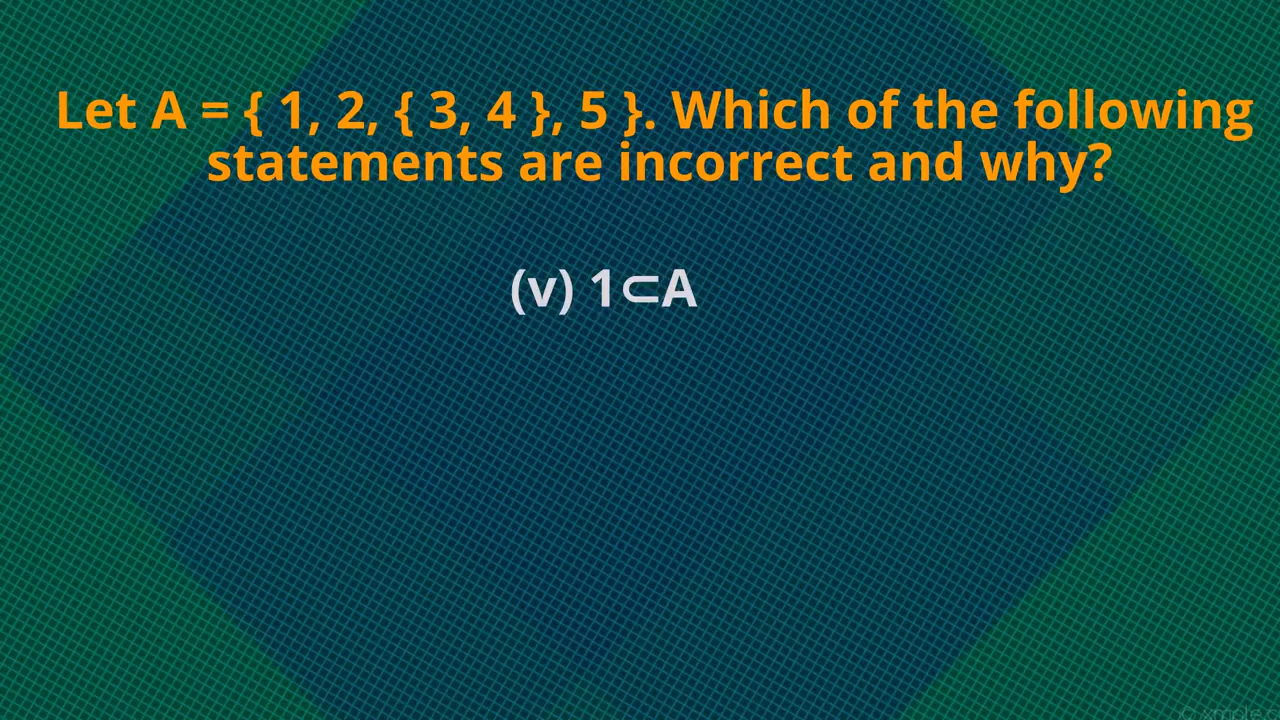 Let A = { 1, 2, { 3, 4 }, 5 }. Which of the following
statements are incorrect and why?
(v) 1⊂A